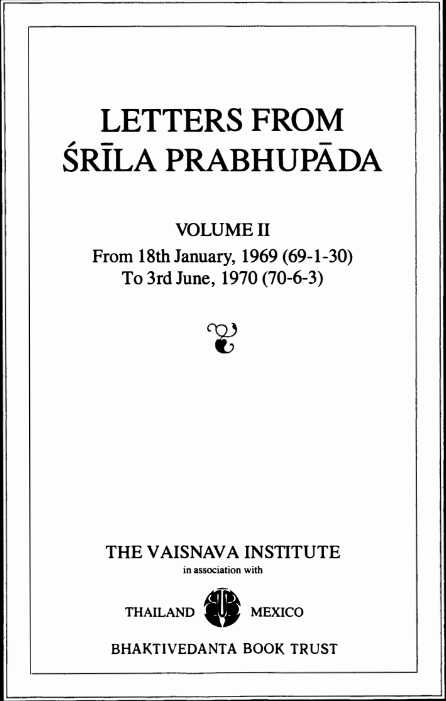 LETTERS FROM
ŚRĪLA PRABHUPĀDA
VOLUME II
From 18th January, 1969 (69-1-30)
To 3rd June, 1970 (70-6-3)
THE VAISNAVA INSTITUTE
in association with
THAILAND MEXICO
BHAKTIVEDANTA BOOK TRUST